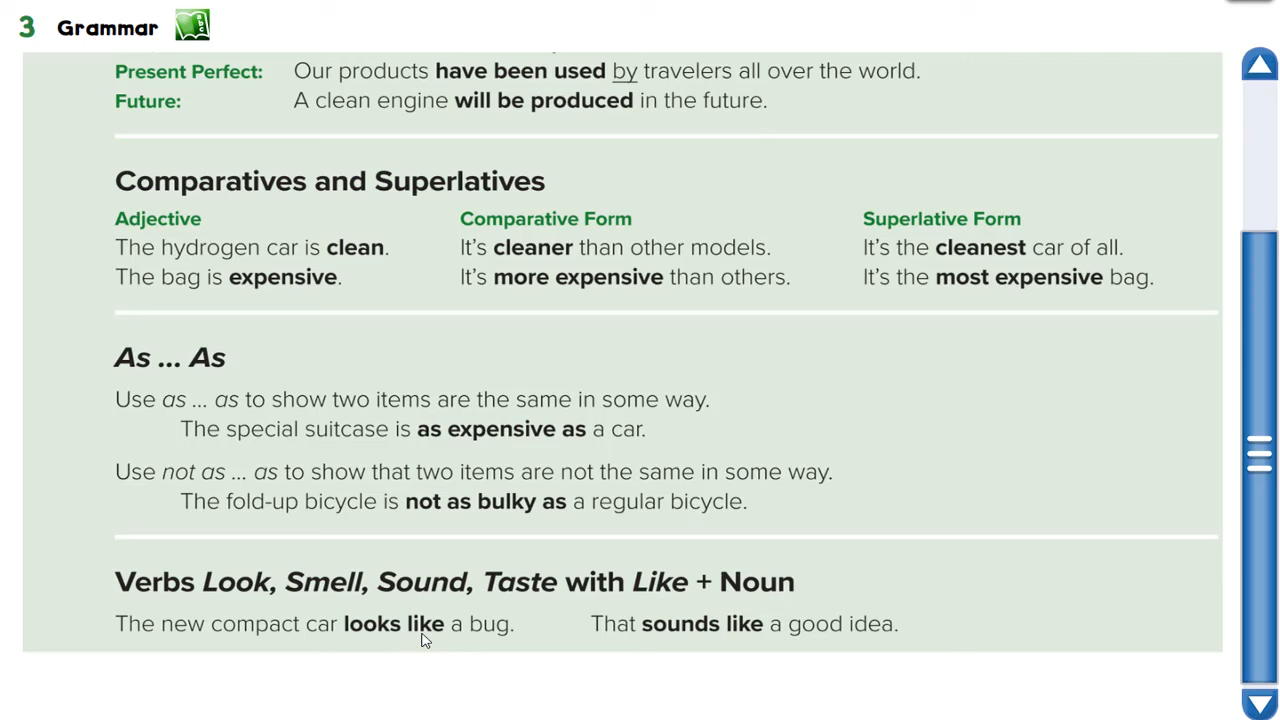 3 Grammar
Present Perfect: Our products have been used by travelers all over the world.
Future: A clean engine will be produced in the future.
Comparatives and Superlatives
Adjective Comparative Form Superlative Form
The hydrogen car is clean. It's cleaner than other models. It's the cleanest car of all.
The bag is expensive. It's more expensive than others. It's the most expensive bag.
As ... As
Use as ... as to show two items are the same in some way.
The special suitcase is as expensive as a car.
Use not as ... as to show that two items are not the same in some way.
The fold-up bicycle is not as bulky as a regular bicycle.
Verbs Look, Smell, Sound, Taste with Like + Noun
The new compact car looks like a bug. That sounds like a good idea.